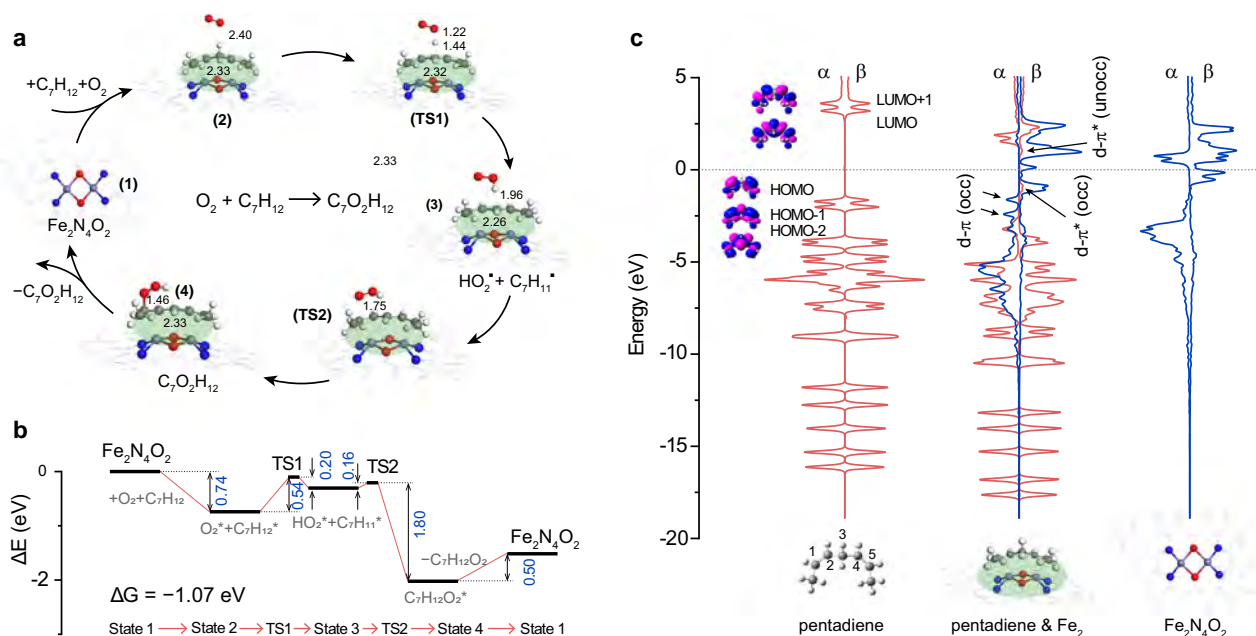 a
2.40
2.33
(2)
1.22
1.44
2.32
(TS1)
+C₇H₁₂+O₂
(1)
Fe₂N₄O₂
2.33
O₂ + C₇H₁₂ → C₇O₂H₁₂
1.96
(3)
2.26
HO₂• + C₇H₁₁•
−C₇O₂H₁₂
(4)
1.46
2.33
C₇O₂H₁₂
(TS2)
1.75
b
ΔE (eV)
0
−2
Fe₂N₄O₂
+O₂+C₇H₁₂
0.74
O₂*+C₇H₁₂*
TS1
0.54
0.20
HO₂*+C₇H₁₁*
0.16
TS2
1.80
C₇H₁₂O₂*
−C₇H₁₂O₂
Fe₂N₄O₂
0.50
ΔG = −1.07 eV
State 1 → State 2 → TS1 → State 3 → TS2 → State 4 → State 1
c
Energy (eV)
5
0
-5
-10
-15
-20
α β
LUMO+1
LUMO
HOMO
HOMO-1
HOMO-2
1
2
3
4
5
pentadiene
α β
d-π* (unocc)
d-π (occ)
d-π* (occ)
pentadiene & Fe₂
α β
Fe₂N₄O₂